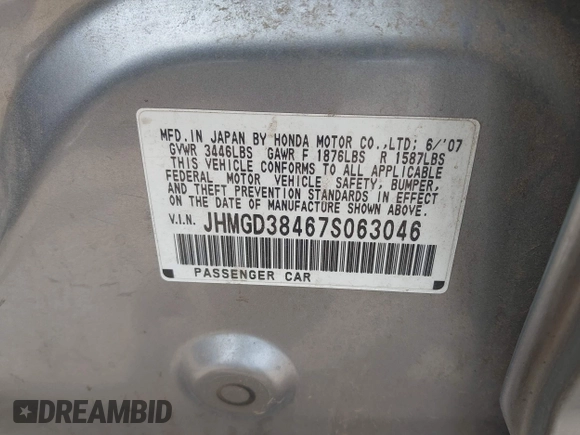 MFD.IN JAPAN BY HONDA MOTOR CO.,LTD; 6/'07
GVWR 3446LBS GAWR F 1876LBS R 1587LBS
THIS VEHICLE CONFORMS TO ALL APPLICABLE
FEDERAL MOTOR VEHICLE SAFETY, BUMPER,
AND THEFT PREVENTION STANDARDS IN EFFECT
ON THE DATE OF MANUFACTURE SHOWN ABOVE.
V.I.N. JHMGD38467S063046
PASSENGER CAR
DREAMBID